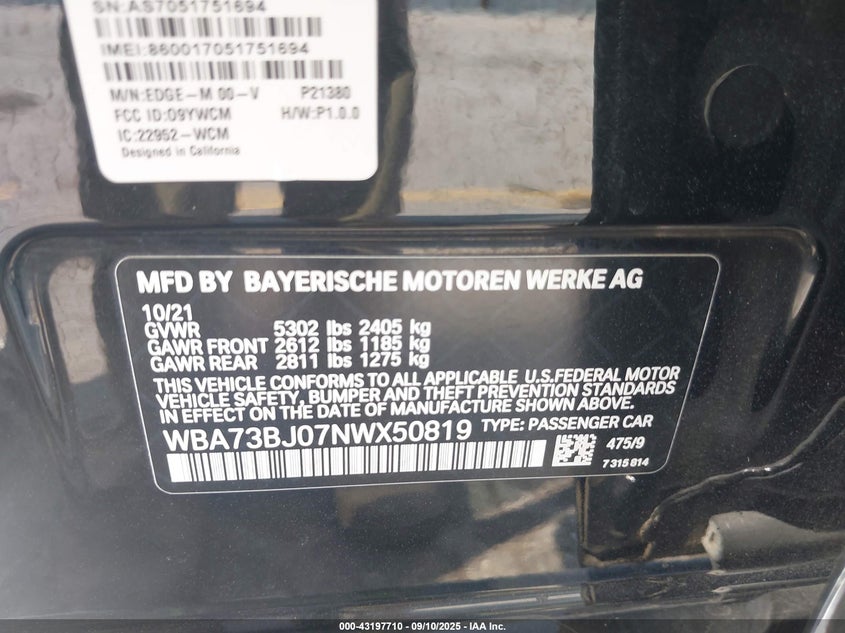 SN:AS7051751694
IMEI:860017051751694
M/N:EDGE-M 00-V P21380
FCC ID:O9YWCM H/W:P1.0.0
IC:22952-WCM
Designed in California
MFD BY BAYERISCHE MOTOREN WERKE AG
10/21
GVWR 5302 lbs 2405 kg
GAWR FRONT 2612 lbs 1185 kg
GAWR REAR 2811 lbs 1275 kg
THIS VEHICLE CONFORMS TO ALL APPLICABLE U.S.FEDERAL MOTOR
VEHICLE SAFETY, BUMPER AND THEFT PREVENTION STANDARDS
IN EFFECT ON THE DATE OF MANUFACTURE SHOWN ABOVE.
WBA73BJ07NWX50819 TYPE: PASSENGER CAR
475/9
7315814
000-43197710 - 09/10/2025 - IAA Inc.